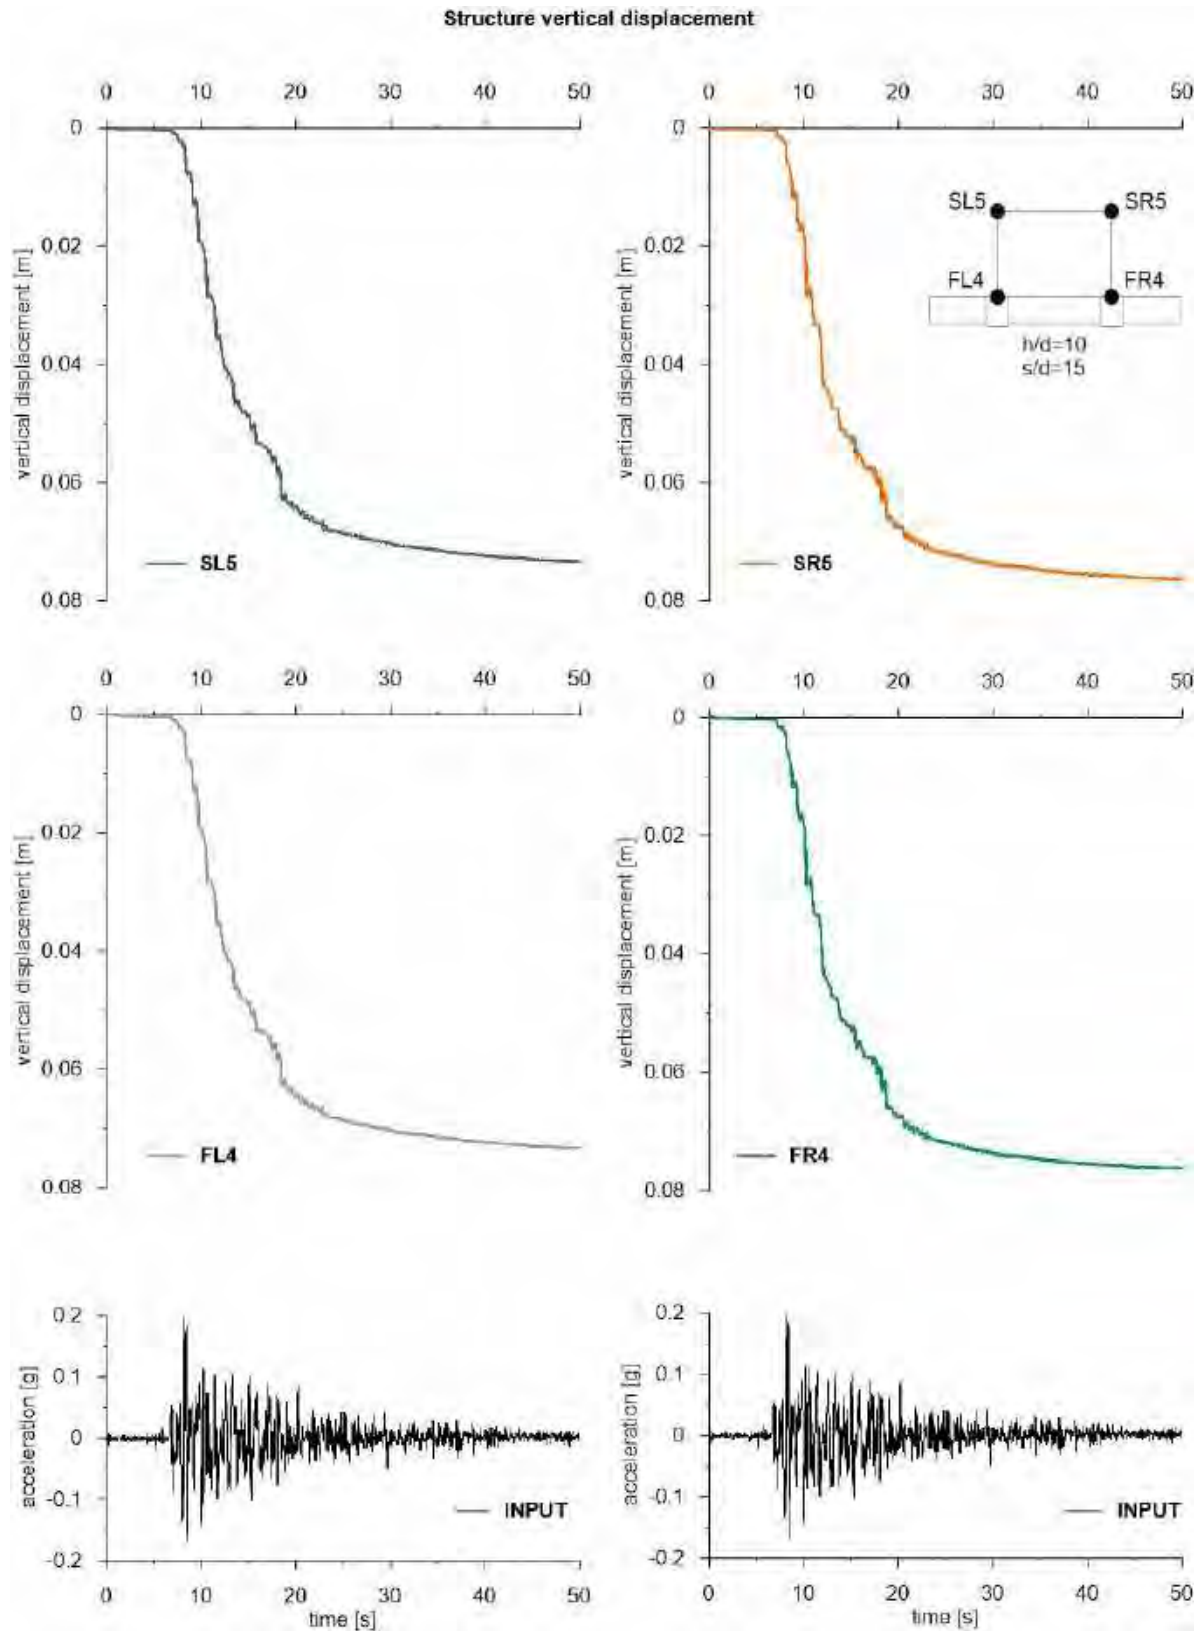 Structure vertical displacement
0 10 20 30 40 50
0
0.02
0.04
0.06
0.08
vertical displacement [m]
SL5
0 10 20 30 40 50
0
0.02
0.04
0.06
0.08
vertical displacement [m]
SL5 SR5
FL4 FR4
h/d=10
s/d=15
SR5
0 10 20 30 40 50
0
0.02
0.04
0.06
0.08
vertical displacement [m]
FL4
0 10 20 30 40 50
0
0.02
0.04
0.06
0.08
vertical displacement [m]
FR4
0.2
0.1
0
-0.1
-0.2
acceleration [g]
INPUT
0 10 20 30 40 50
time [s]
0.2
0.1
0
-0.1
-0.2
acceleration [g]
INPUT
0 10 20 30 40 50
time [s]